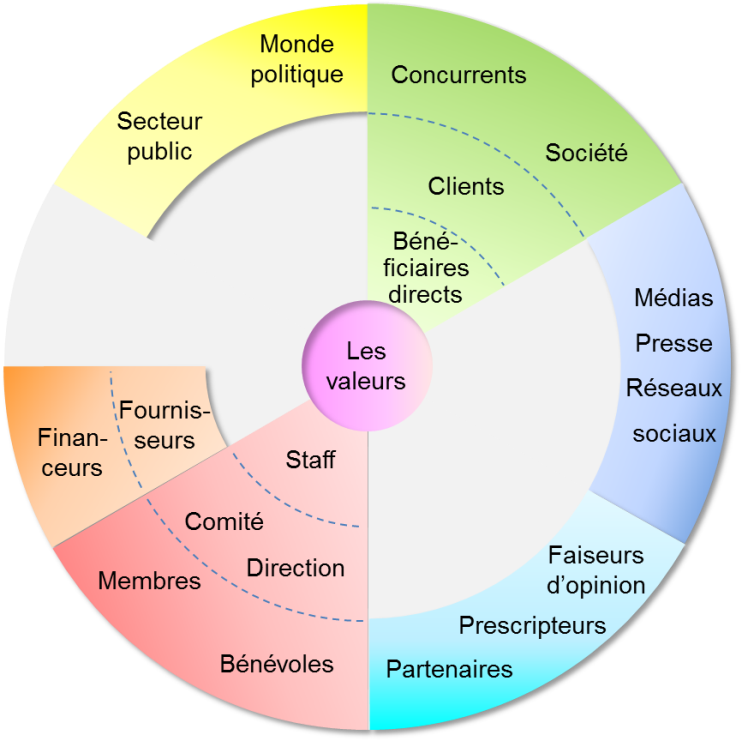 Monde
politique
Secteur
public
Concurrents
Société
Clients
Béné-
ficiaires
directs
Médias
Presse
Réseaux
sociaux
Les
valeurs
Finan-
ceurs
Fournis-
seurs
Staff
Comité
Direction
Membres
Bénévoles
Faiseurs
d’opinion
Prescripteurs
Partenaires